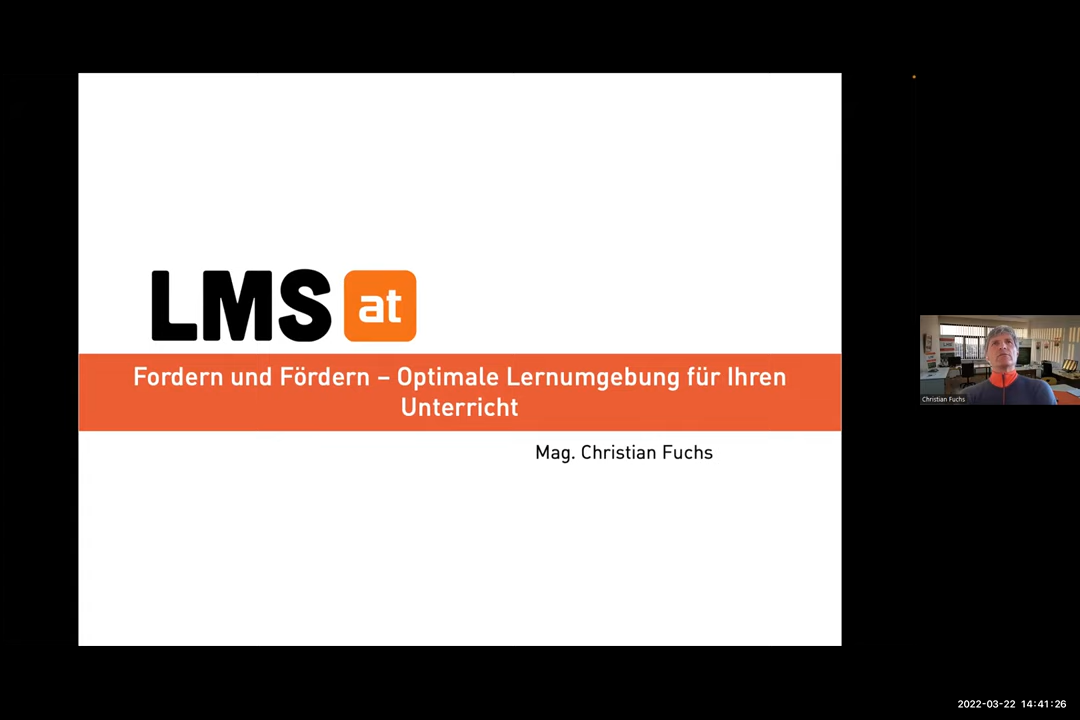 LMS at
Fordern und Fördern – Optimale Lernumgebung für Ihren
Unterricht
Mag. Christian Fuchs
Christian Fuchs
2022-03-22 14:41:26